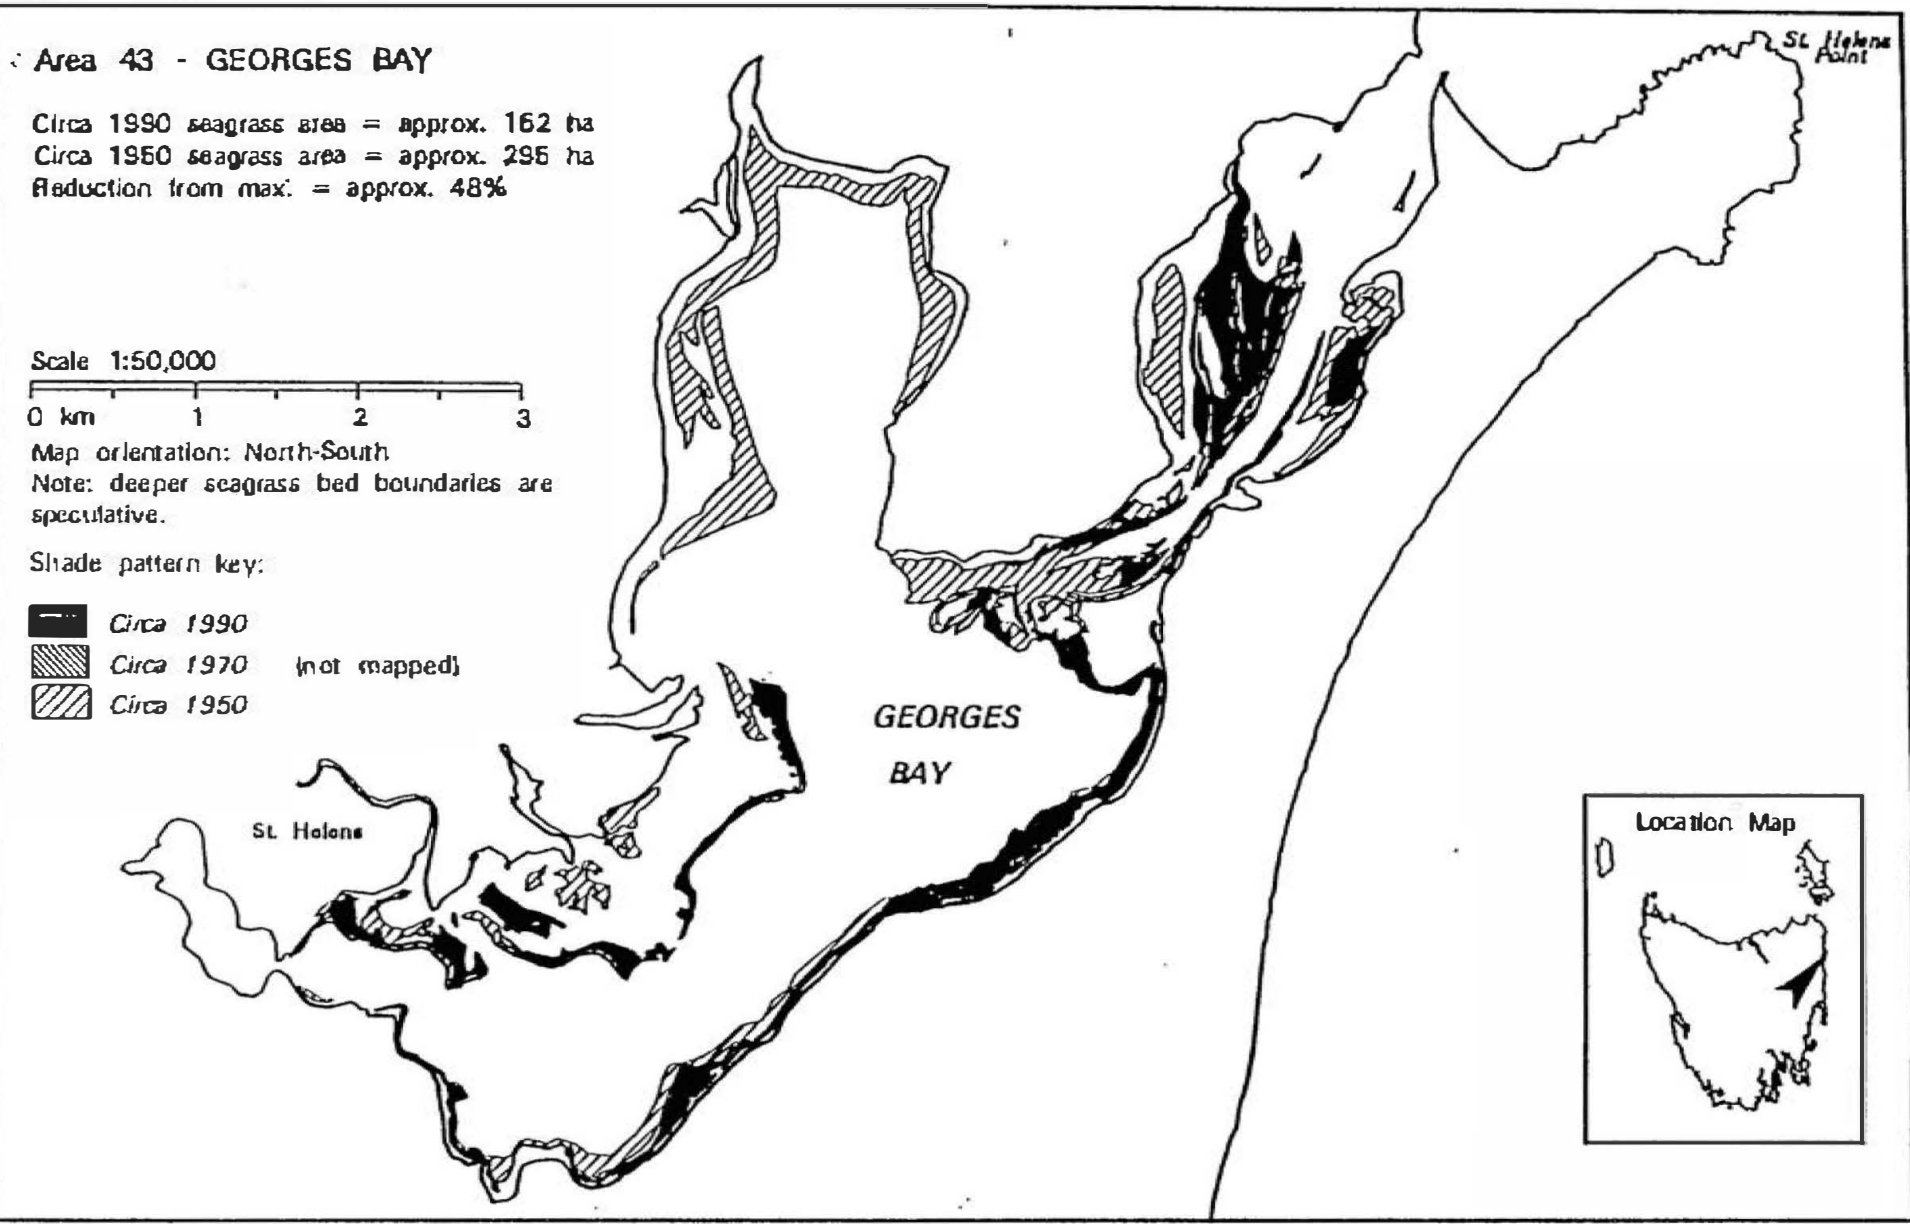 Area 43 - GEORGES BAY
Circa 1990 seagrass area = approx. 152 ha
Circa 1950 seagrass area = approx. 295 ha
Reduction from max. = approx. 48%
Scale 1:50,000
0 km 1 2 3
Map orientation: North-South
Note: deeper seagrass bed boundaries are
speculative.
Shade pattern key:
Circa 1990
Circa 1970 (not mapped)
Circa 1950
St. Helens
Point
GEORGES
BAY
St. Helens
Location Map